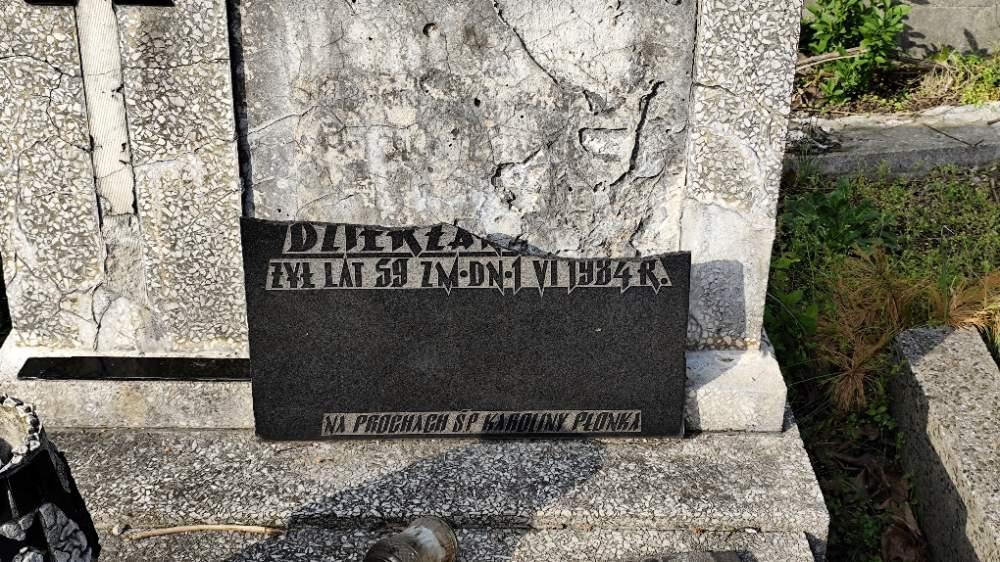 ŻYŁ LAT 59 ZM·DN·1 VI 1984 R.
NA PROCHACH ŚP KAROLINY PŁONKA